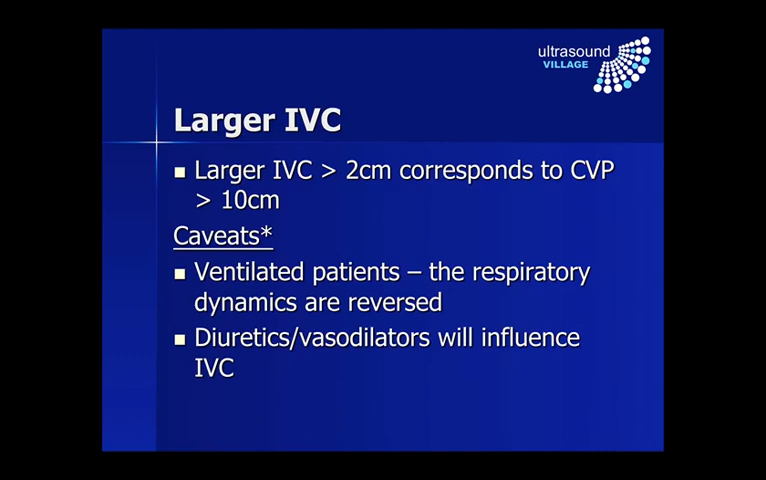 ultrasound
VILLAGE
Larger IVC
■ Larger IVC > 2cm corresponds to CVP
> 10cm
Caveats*
■ Ventilated patients – the respiratory
dynamics are reversed
■ Diuretics/vasodilators will influence
IVC